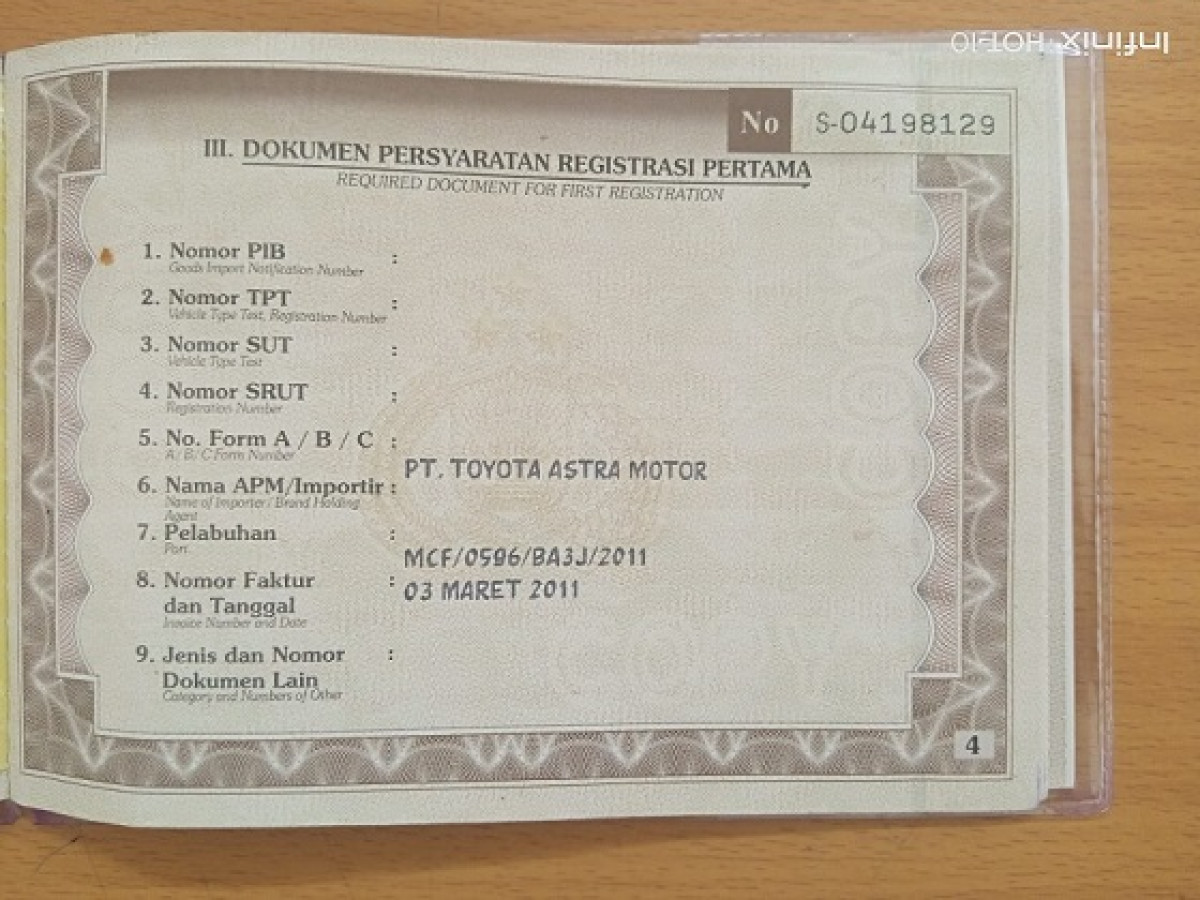 Infinix HOT 10
No S-04198129
III. DOKUMEN PERSYARATAN REGISTRASI PERTAMA
REQUIRED DOCUMENT FOR FIRST REGISTRATION
1. Nomor PIB :
Goods Import Notification Number
2. Nomor TPT :
Vehicle Type Test, Registration Number
3. Nomor SUT :
Vehicle Type Test
4. Nomor SRUT :
Registration Number
5. No. Form A / B / C :
A / B / C Form Number
PT. TOYOTA ASTRA MOTOR
6. Nama APM/Importir :
Name of Importer / Brand Holding
Agent
7. Pelabuhan :
Port
MCF/0596/BA3J/2011
8. Nomor Faktur : 03 MARET 2011
dan Tanggal
Invoice Number and Date
9. Jenis dan Nomor :
Dokumen Lain
Category and Numbers of Other
4